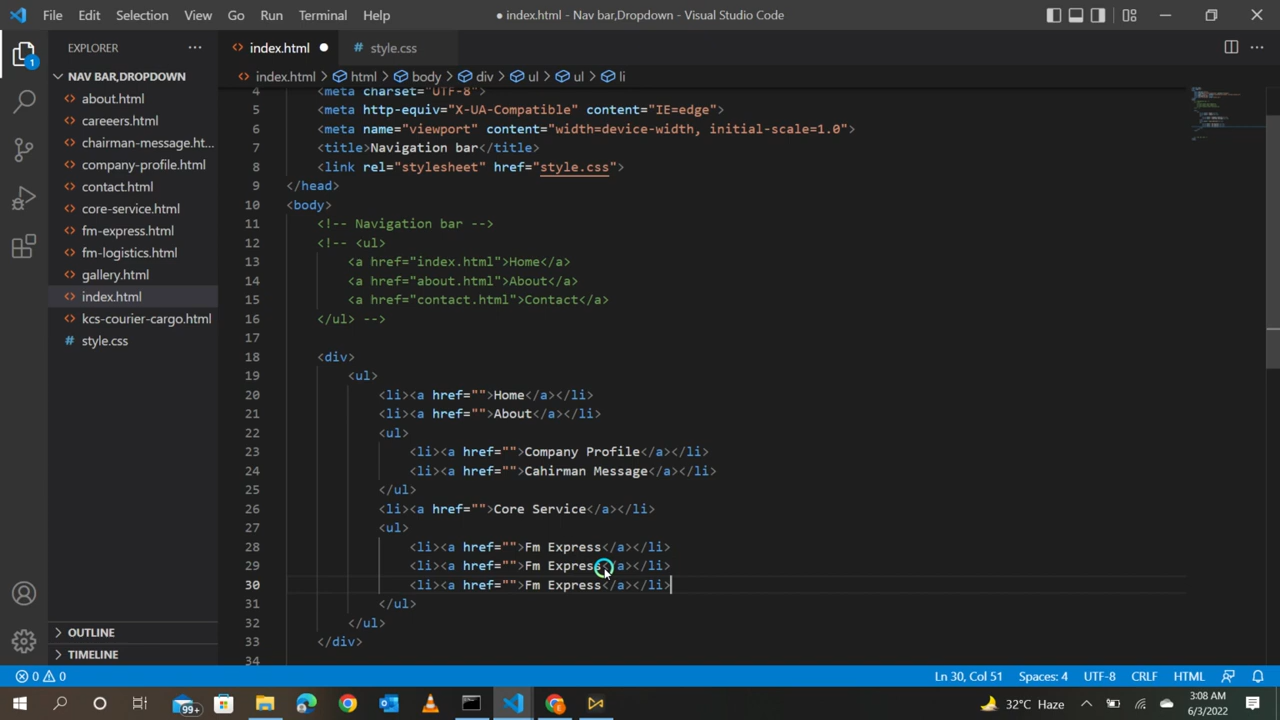 File Edit Selection View Go Run Terminal Help
● index.html - Nav bar,Dropdown - Visual Studio Code
EXPLORER
NAV BAR,DROPDOWN
about.html
careeers.html
chairman-message.ht...
company-profile.html
contact.html
core-service.html
fm-express.html
fm-logistics.html
gallery.html
index.html
kcs-courier-cargo.html
style.css
OUTLINE
TIMELINE
1
index.html ● # style.css
index.html > html > body > div > ul > ul > li
4 <meta charset="UTF-8">
5 <meta http-equiv="X-UA-Compatible" content="IE=edge">
6 <meta name="viewport" content="width=device-width, initial-scale=1.0">
7 <title>Navigation bar</title>
8 <link rel="stylesheet" href="style.css">
9 </head>
10 <body>
11 <!-- Navigation bar -->
12 <!-- <ul>
13 <a href="index.html">Home</a>
14 <a href="about.html">About</a>
15 <a href="contact.html">Contact</a>
16 </ul> -->
17
18 <div>
19 <ul>
20 <li><a href="">Home</a></li>
21 <li><a href="">About</a></li>
22 <ul>
23 <li><a href="">Company Profile</a></li>
24 <li><a href="">Cahirman Message</a></li>
25 </ul>
26 <li><a href="">Core Service</a></li>
27 <ul>
28 <li><a href="">Fm Express</a></li>
29 <li><a href="">Fm Express</a></li>
30 <li><a href="">Fm Express</a></li>
31 </ul>
32 </ul>
33 </div>
34
0 0 Ln 30, Col 51 Spaces: 4 UTF-8 CRLF HTML
99+ 32°C Haze 3:08 AM
6/3/2022